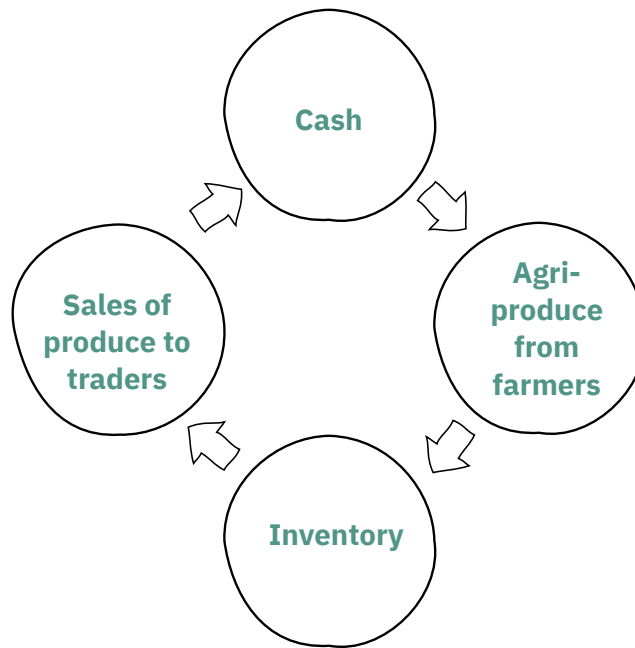 Cash
Agri-
produce
from
farmers
Sales of
produce to
traders
Inventory